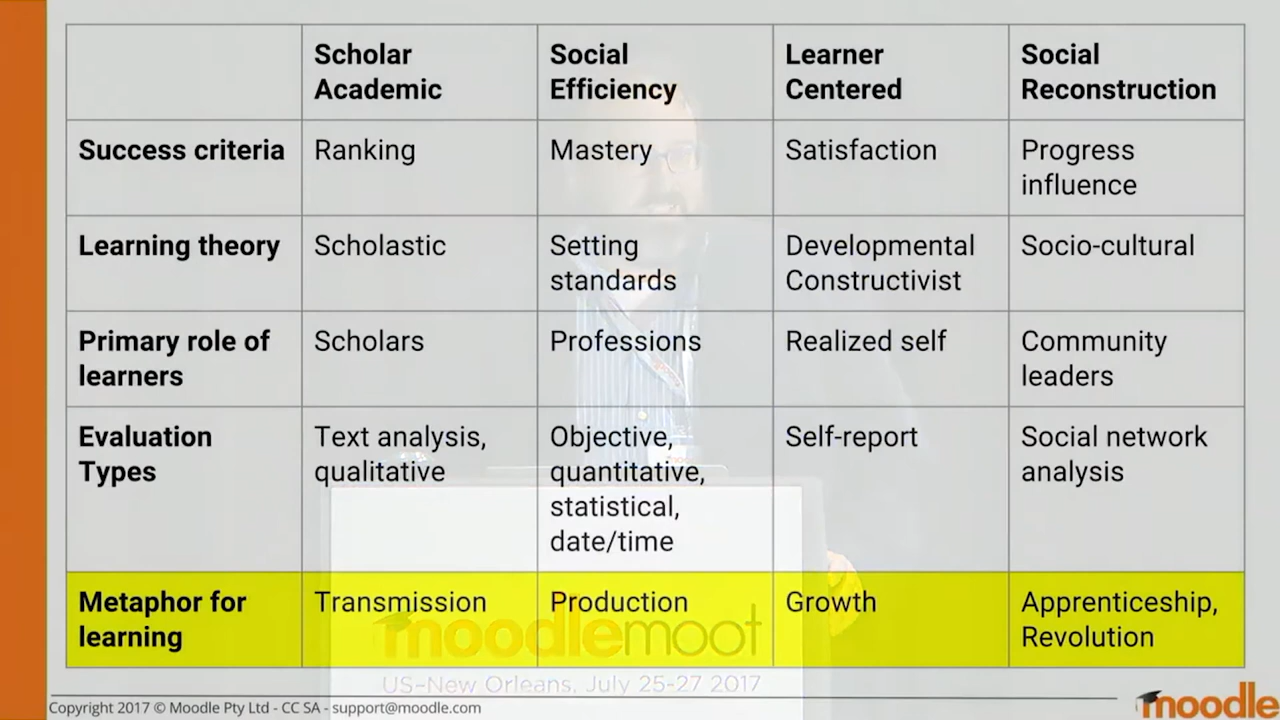 Scholar Academic
Social Efficiency
Learner Centered
Social Reconstruction
Success criteria
Ranking
Mastery
Satisfaction
Progress influence
Learning theory
Scholastic
Setting standards
Developmental Constructivist
Socio-cultural
Primary role of learners
Scholars
Professions
Realized self
Community leaders
Evaluation Types
Text analysis, qualitative
Objective, quantitative, statistical, date/time
Self-report
Social network analysis
Metaphor for learning
Transmission
Production
Growth
Apprenticeship, Revolution
moodlemoot
US-New Orleans, July 25-27 2017
Copyright 2017 © Moodle Pty Ltd - CC SA - support@moodle.com
moodle